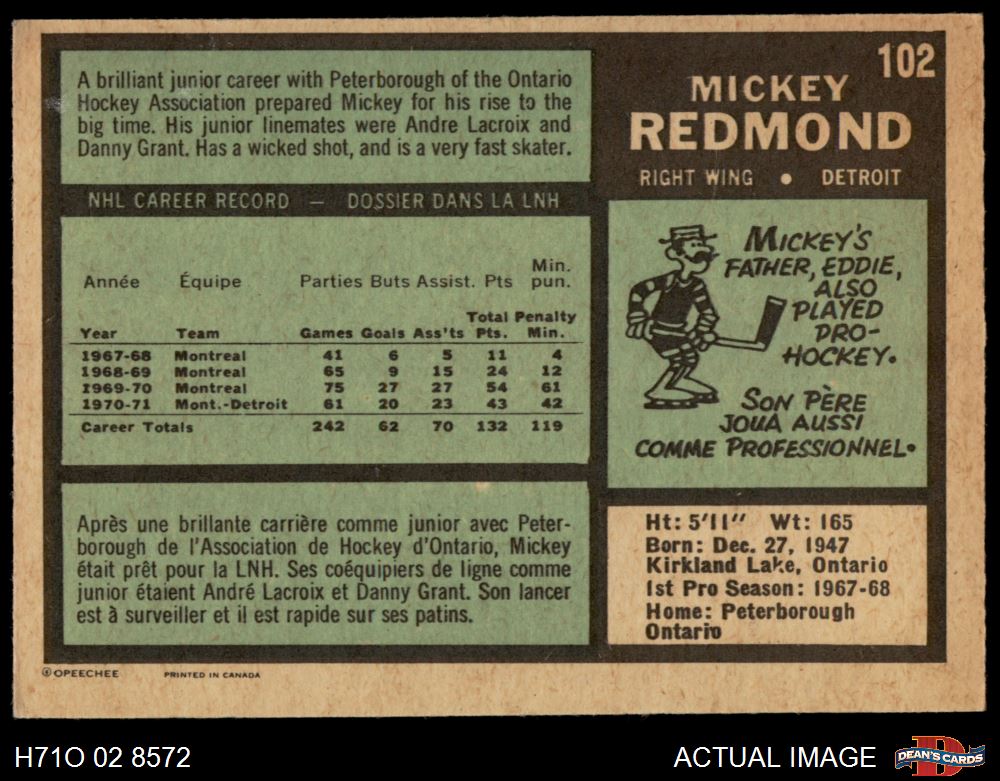 A brilliant junior career with Peterborough of the Ontario
Hockey Association prepared Mickey for his rise to the
big time. His junior linemates were Andre Lacroix and
Danny Grant. Has a wicked shot, and is a very fast skater.
NHL CAREER RECORD — DOSSIER DANS LA LNH
Année Équipe Parties Buts Assist. Pts Min. pun.
Year Team Games Goals Ass'ts Total Pts. Penalty Min.
1967-68 Montreal 41 6 5 11 4
1968-69 Montreal 65 9 15 24 12
1969-70 Montreal 75 27 27 54 61
1970-71 Mont.-Detroit 61 20 23 43 42
Career Totals 242 62 70 132 119
Après une brillante carrière comme junior avec Peter-
borough de l'Association de Hockey d'Ontario, Mickey
était prêt pour la LNH. Ses coéquipiers de ligne comme
junior étaient André Lacroix et Danny Grant. Son lancer
est à surveiller et il est rapide sur ses patins.
102
MICKEY
REDMOND
RIGHT WING • DETROIT
MICKEY'S
FATHER, EDDIE,
ALSO
PLAYED
PRO-
HOCKEY.
SON PÈRE
JOUA AUSSI
COMME PROFESSIONNEL.
Ht: 5'11" Wt: 165
Born: Dec. 27, 1947
Kirkland Lake, Ontario
1st Pro Season: 1967-68
Home: Peterborough
Ontario
© OPEECHEE PRINTED IN CANADA
H71O 02 8572 ACTUAL IMAGE
D
DEAN'S CARDS